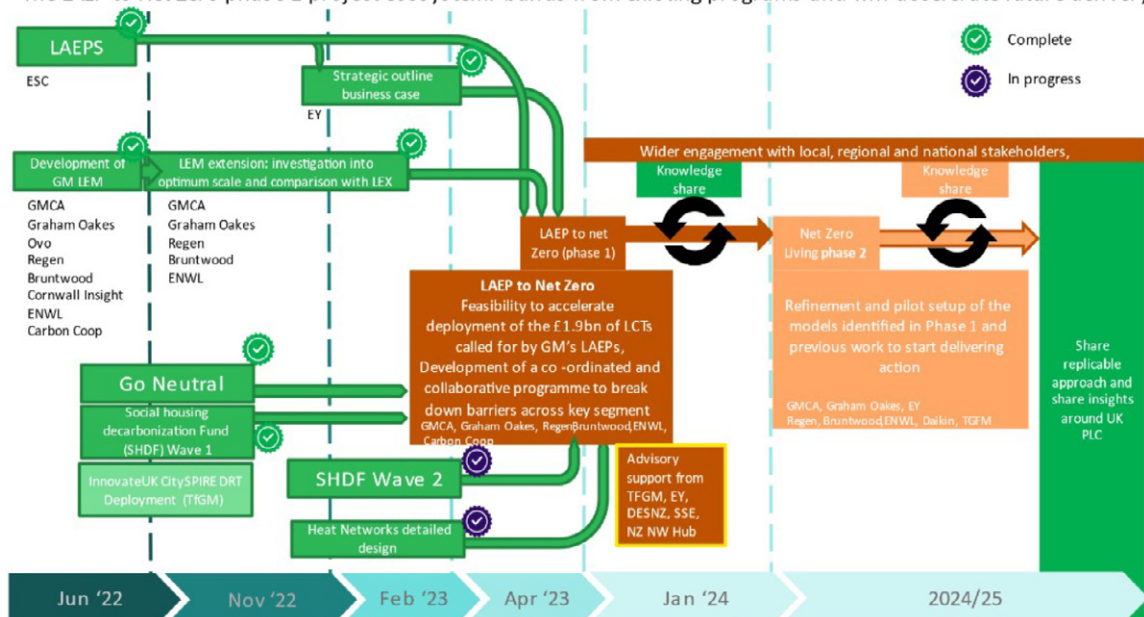 LAEPS
ESC
Strategic outline
business case
EY
Complete
In progress
Development of
GM LEM
LEM extension: investigation into
optimum scale and comparison with LEX
GMCA
Graham Oakes
Ovo
Regen
Bruntwood
Cornwall Insight
ENWL
Carbon Coop
GMCA
Graham Oakes
Regen
Bruntwood
ENWL
Wider engagement with local, regional and national stakeholders,
Knowledge
share
Knowledge
share
LAEP to net
Zero (phase 1)
Net Zero
Living phase 2
LAEP to Net Zero
Feasibility to accelerate
deployment of the £1.9bn of LCTs
called for by GM's LAEPs,
Development of a co -ordinated and
collaborative programme to break
down barriers across key segment
GMCA, Graham Oakes, Regen,Bruntwood,ENWL,
Carbon Coop
Refinement and pilot setup of the
models identified in Phase 1 and
previous work to start delivering
action
GMCA, Graham Oakes, EY
Regen, Bruntwood,ENWL, Daikin, TGFM
Share
replicable
approach and
share insights
around UK
PLC
Go Neutral
Social housing
decarbonization Fund
(SHDF) Wave 1
InnovateUK CitySPIRE DRT
Deployment (TfGM)
SHDF Wave 2
Heat Networks detailed
design
Advisory
support from
TFGM, EY,
DESNZ, SSE,
NZ NW Hub
Jun '22
Nov '22
Feb '23
Apr '23
Jan '24
2024/25